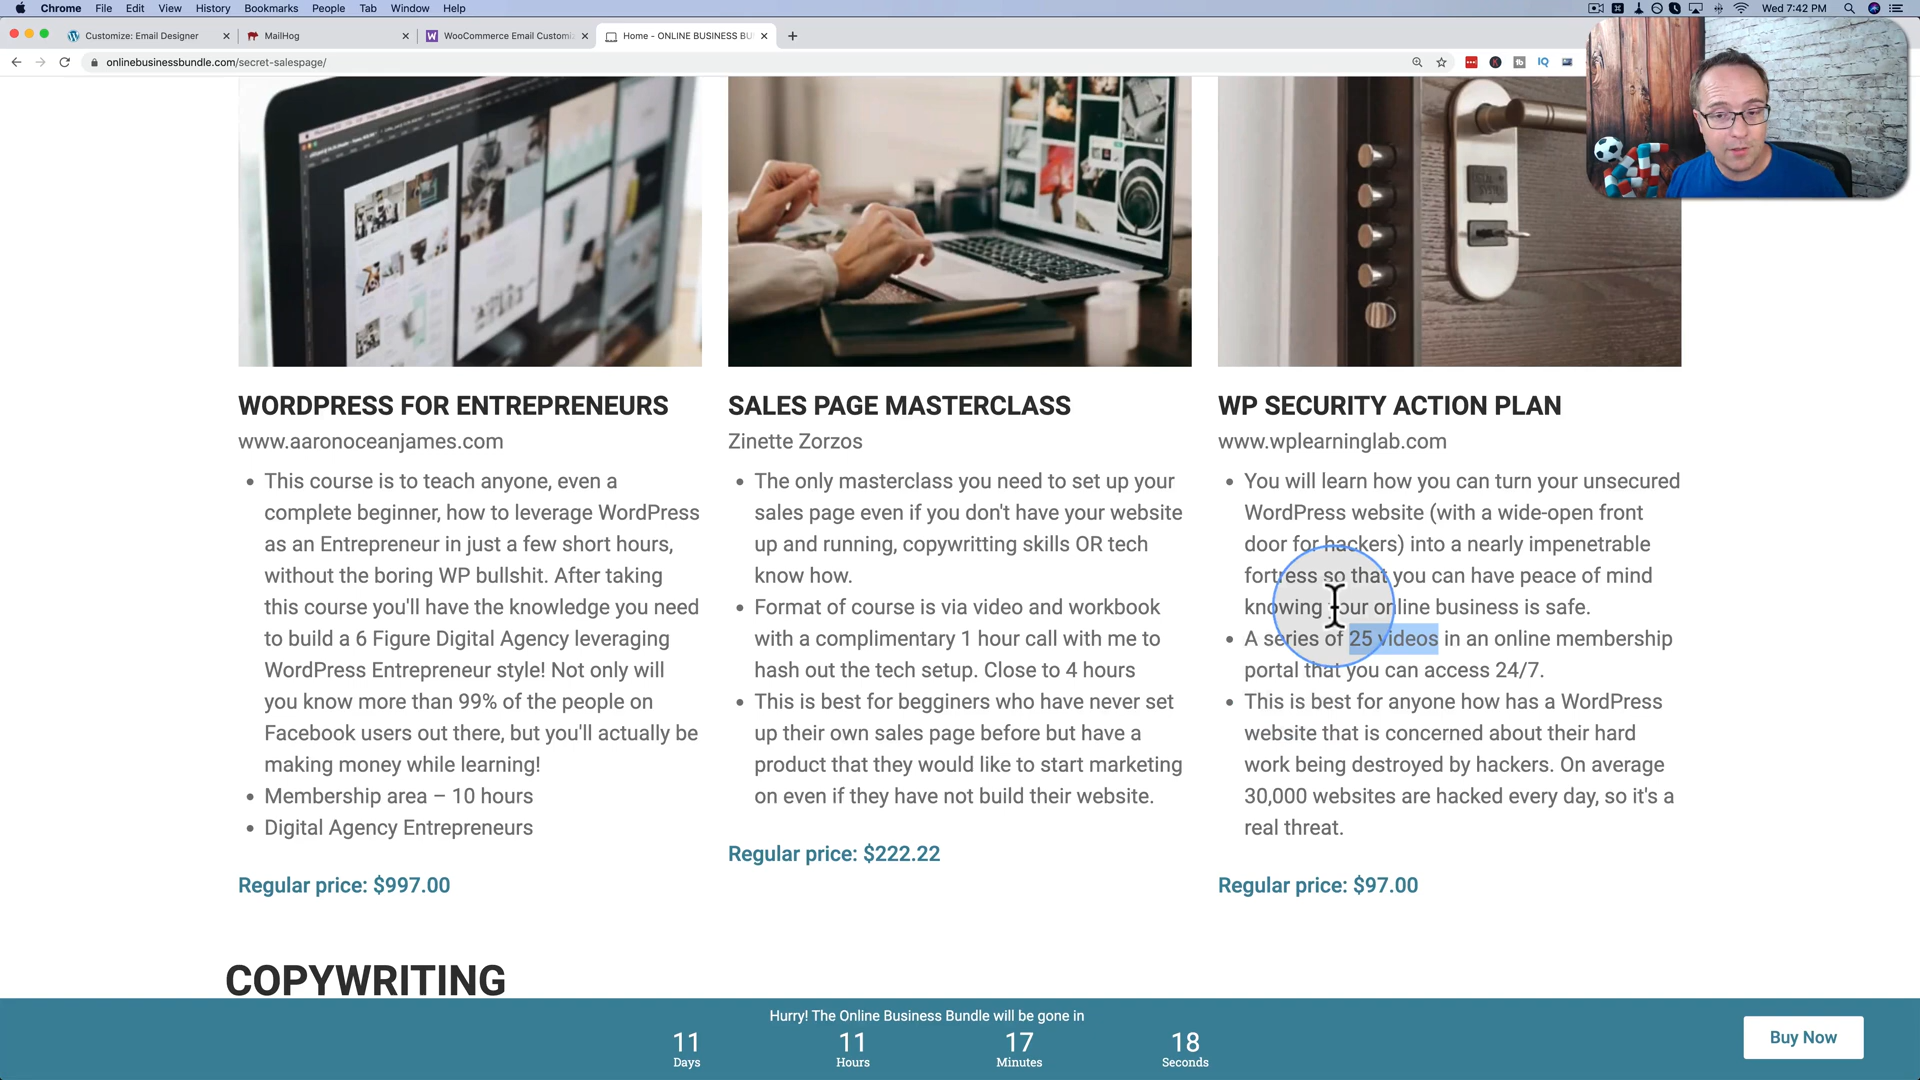 Chrome File Edit View History Bookmarks People Tab Window Help
Wed 7:42 PM
Customize: Email Designer
MailHog
WooCommerce Email Customiz
Home - ONLINE BUSINESS BU
onlinebusinessbundle.com/secret-salespage/
IQ
WORDPRESS FOR ENTREPRENEURS
www.aaronoceanjames.com
• This course is to teach anyone, even a
complete beginner, how to leverage WordPress
as an Entrepreneur in just a few short hours,
without the boring WP bullshit. After taking
this course you'll have the knowledge you need
to build a 6 Figure Digital Agency leveraging
WordPress Entrepreneur style! Not only will
you know more than 99% of the people on
Facebook users out there, but you'll actually be
making money while learning!
• Membership area – 10 hours
• Digital Agency Entrepreneurs
Regular price: $997.00
SALES PAGE MASTERCLASS
Zinette Zorzos
• The only masterclass you need to set up your
sales page even if you don't have your website
up and running, copywritting skills OR tech
know how.
• Format of course is via video and workbook
with a complimentary 1 hour call with me to
hash out the tech setup. Close to 4 hours
• This is best for begginers who have never set
up their own sales page before but have a
product that they would like to start marketing
on even if they have not build their website.
Regular price: $222.22
WP SECURITY ACTION PLAN
www.wplearninglab.com
• You will learn how you can turn your unsecured
WordPress website (with a wide-open front
door for hackers) into a nearly impenetrable
fortress so that you can have peace of mind
knowing your online business is safe.
• A series of 25 videos in an online membership
portal that you can access 24/7.
• This is best for anyone how has a WordPress
website that is concerned about their hard
work being destroyed by hackers. On average
30,000 websites are hacked every day, so it's a
real threat.
Regular price: $97.00
COPYWRITING
Hurry! The Online Business Bundle will be gone in
11 11 17 18
Days Hours Minutes Seconds
Buy Now